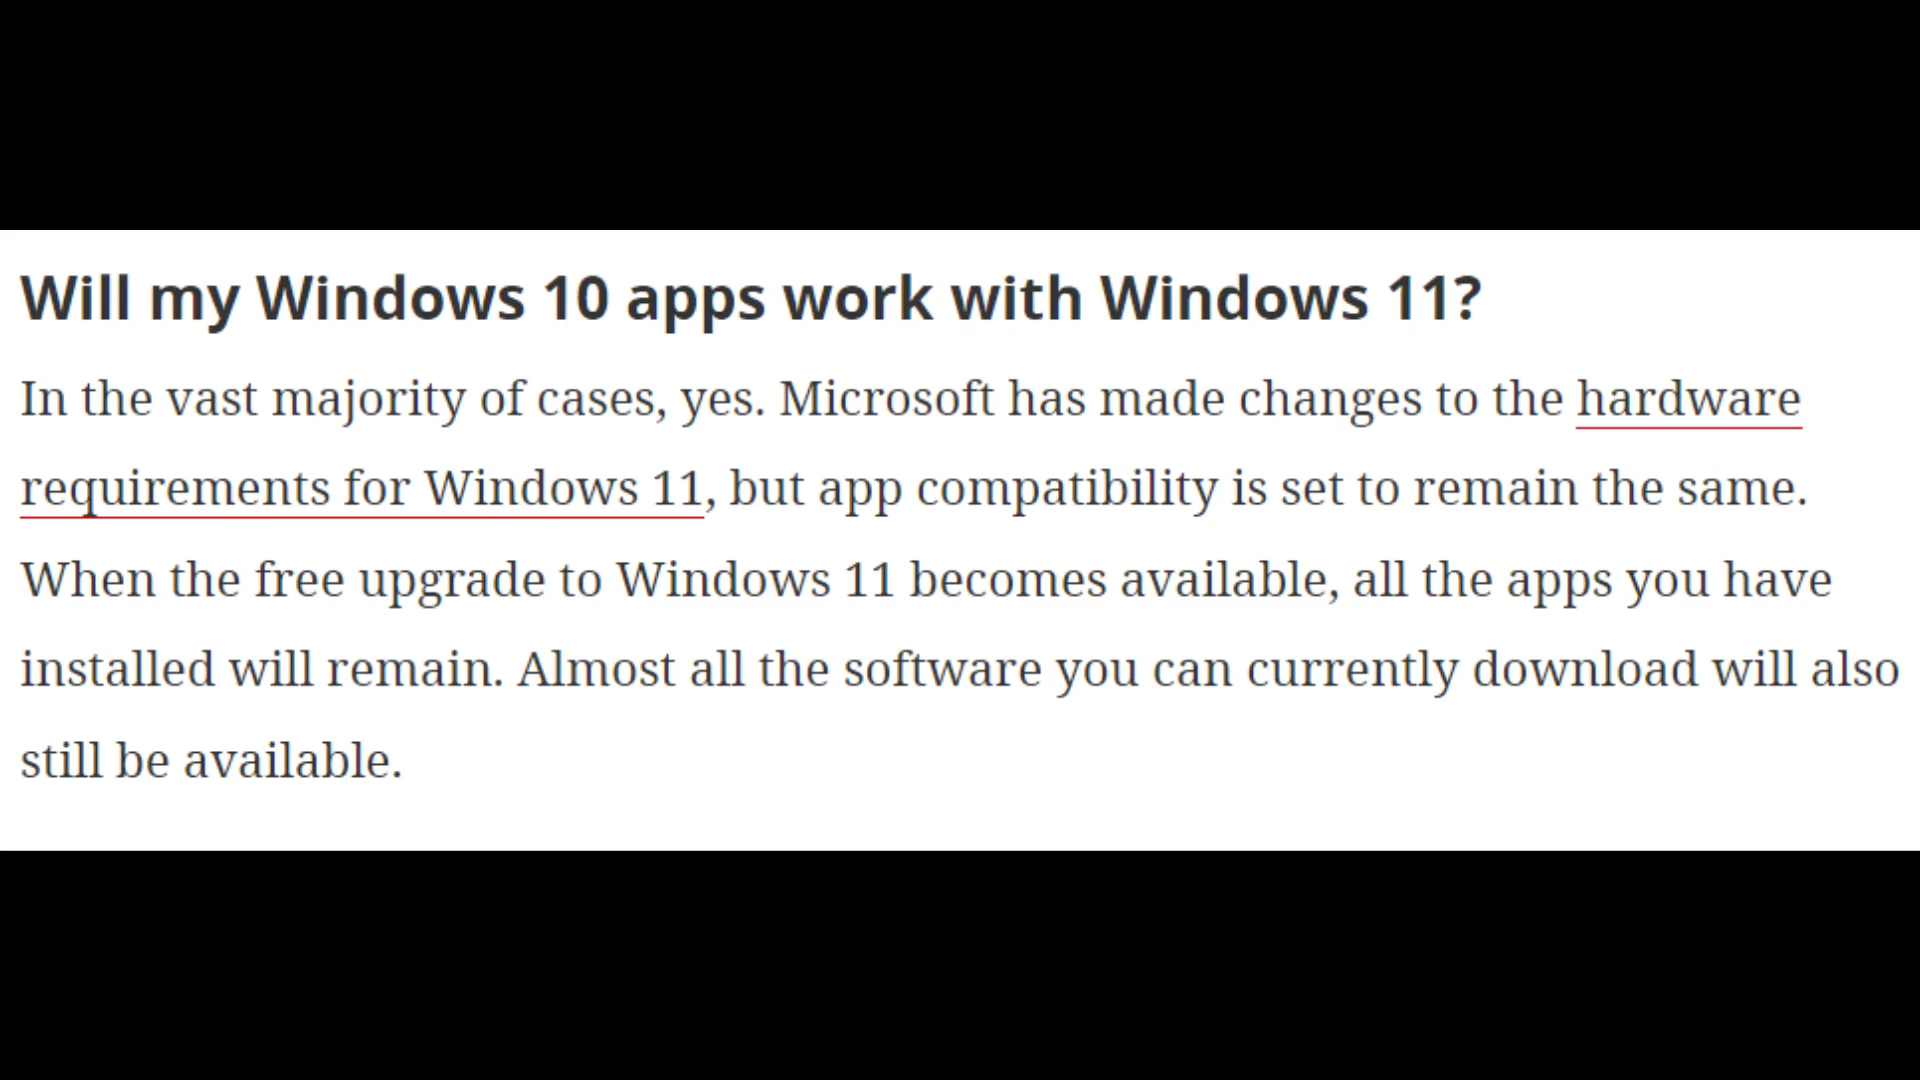 Will my Windows 10 apps work with Windows 11?
In the vast majority of cases, yes. Microsoft has made changes to the hardware
requirements for Windows 11, but app compatibility is set to remain the same.
When the free upgrade to Windows 11 becomes available, all the apps you have
installed will remain. Almost all the software you can currently download will also
still be available.